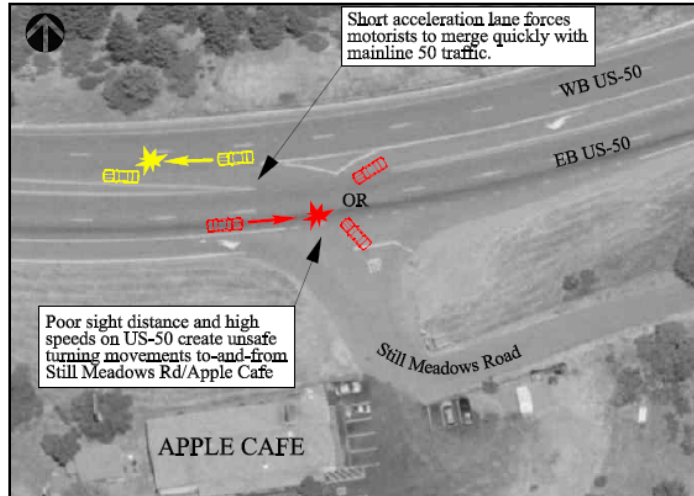 Short acceleration lane forces
motorists to merge quickly with
mainline 50 traffic.
WB US-50
EB US-50
OR
Poor sight distance and high
speeds on US-50 create unsafe
turning movements to-and-from
Still Meadows Rd/Apple Cafe
Still Meadows Road
APPLE CAFE